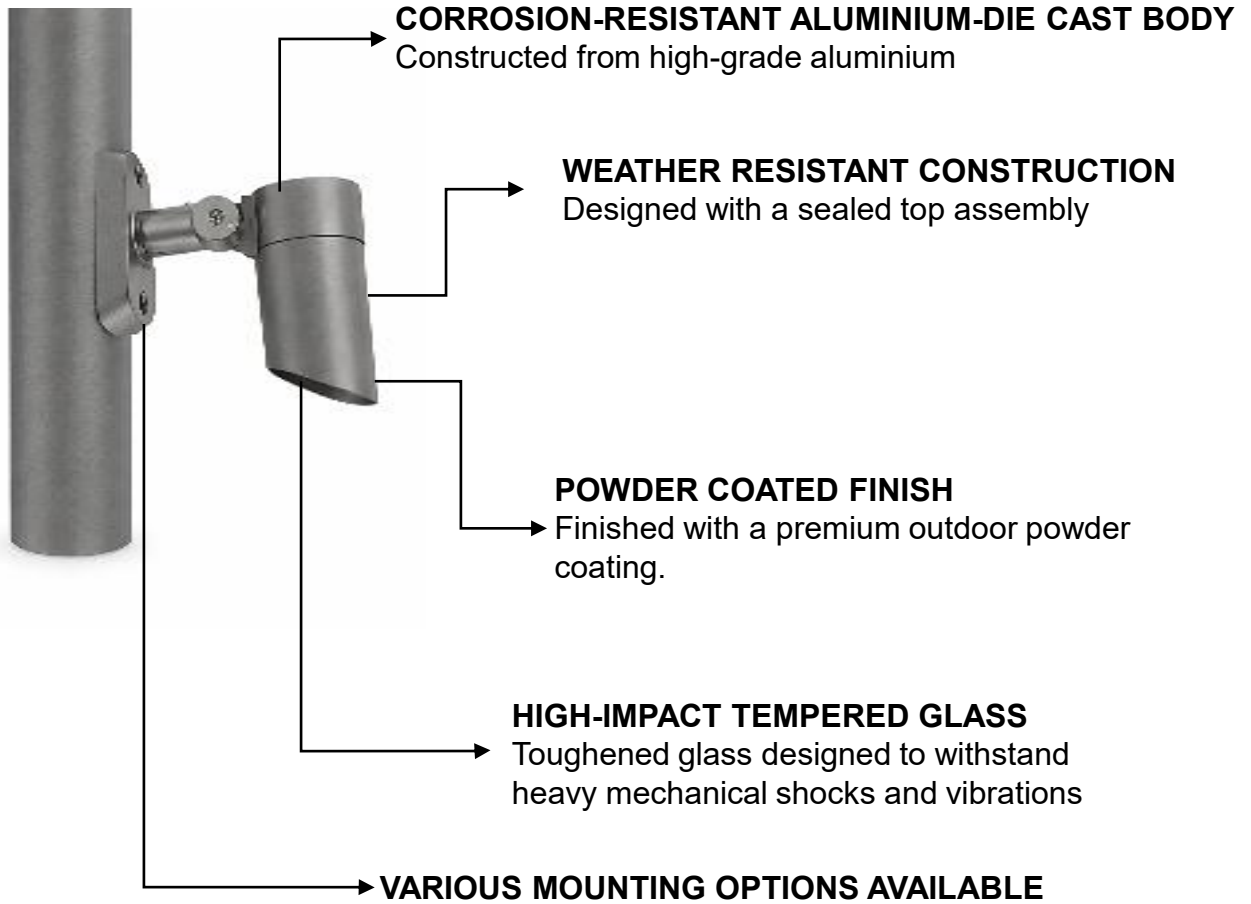 CORROSION-RESISTANT ALUMINIUM-DIE CAST BODY
Constructed from high-grade aluminium
WEATHER RESISTANT CONSTRUCTION
Designed with a sealed top assembly
POWDER COATED FINISH
Finished with a premium outdoor powder
coating.
HIGH-IMPACT TEMPERED GLASS
Toughened glass designed to withstand
heavy mechanical shocks and vibrations
VARIOUS MOUNTING OPTIONS AVAILABLE